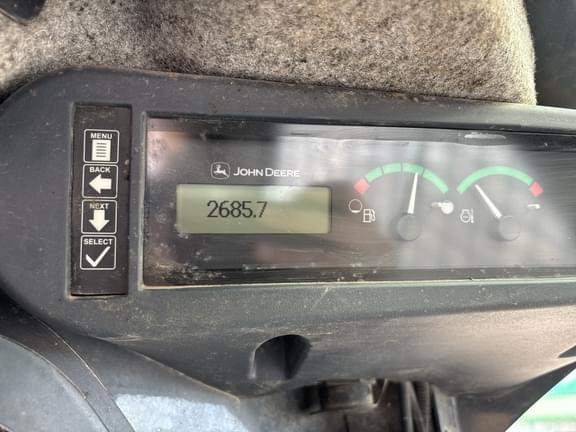 MENU
BACK
NEXT
SELECT
JOHN DEERE
2685.7